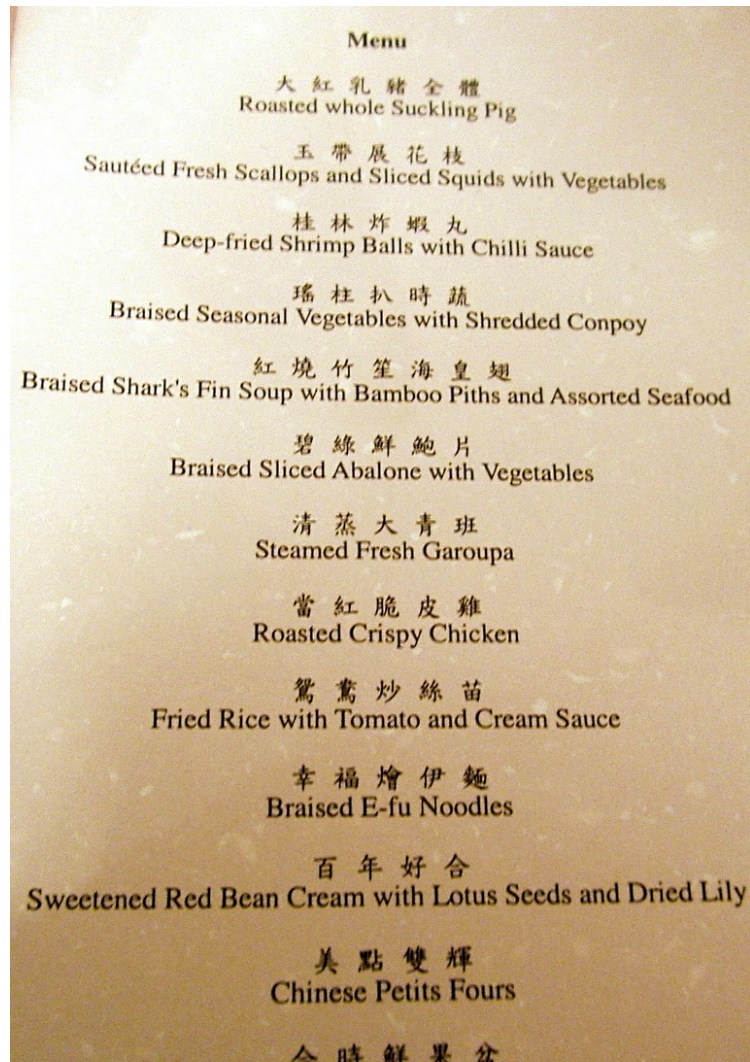 Menu
大紅乳豬全體
Roasted whole Suckling Pig
玉帶展花枝
Sautéed Fresh Scallops and Sliced Squids with Vegetables
桂林炸蝦丸
Deep-fried Shrimp Balls with Chilli Sauce
瑤柱扒時蔬
Braised Seasonal Vegetables with Shredded Conpoy
紅燒竹笙海皇翅
Braised Shark's Fin Soup with Bamboo Piths and Assorted Seafood
碧綠鮮鮑片
Braised Sliced Abalone with Vegetables
清蒸大青班
Steamed Fresh Garoupa
當紅脆皮雞
Roasted Crispy Chicken
鴛鴦炒絲苗
Fried Rice with Tomato and Cream Sauce
幸福燴伊麵
Braised E-fu Noodles
百年好合
Sweetened Red Bean Cream with Lotus Seeds and Dried Lily
美點雙輝
Chinese Petits Fours
合時鮮果盆